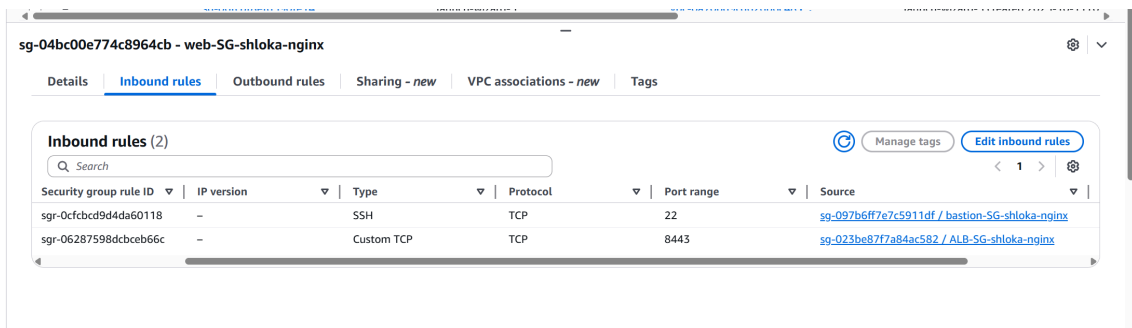 sg-04bc00e774c8964cb - web-SG-shloka-nginx
Details Inbound rules Outbound rules Sharing - new VPC associations - new Tags
Inbound rules (2)
Manage tags Edit inbound rules
Search
1
Security group rule ID IP version Type Protocol Port range Source
sgr-0cfcbcd9d4da60118 – SSH TCP 22 sg-097b6ff7e7c5911df / bastion-SG-shloka-nginx
sgr-06287598dcbceb66c – Custom TCP TCP 8443 sg-023be87f7a84ac582 / ALB-SG-shloka-nginx